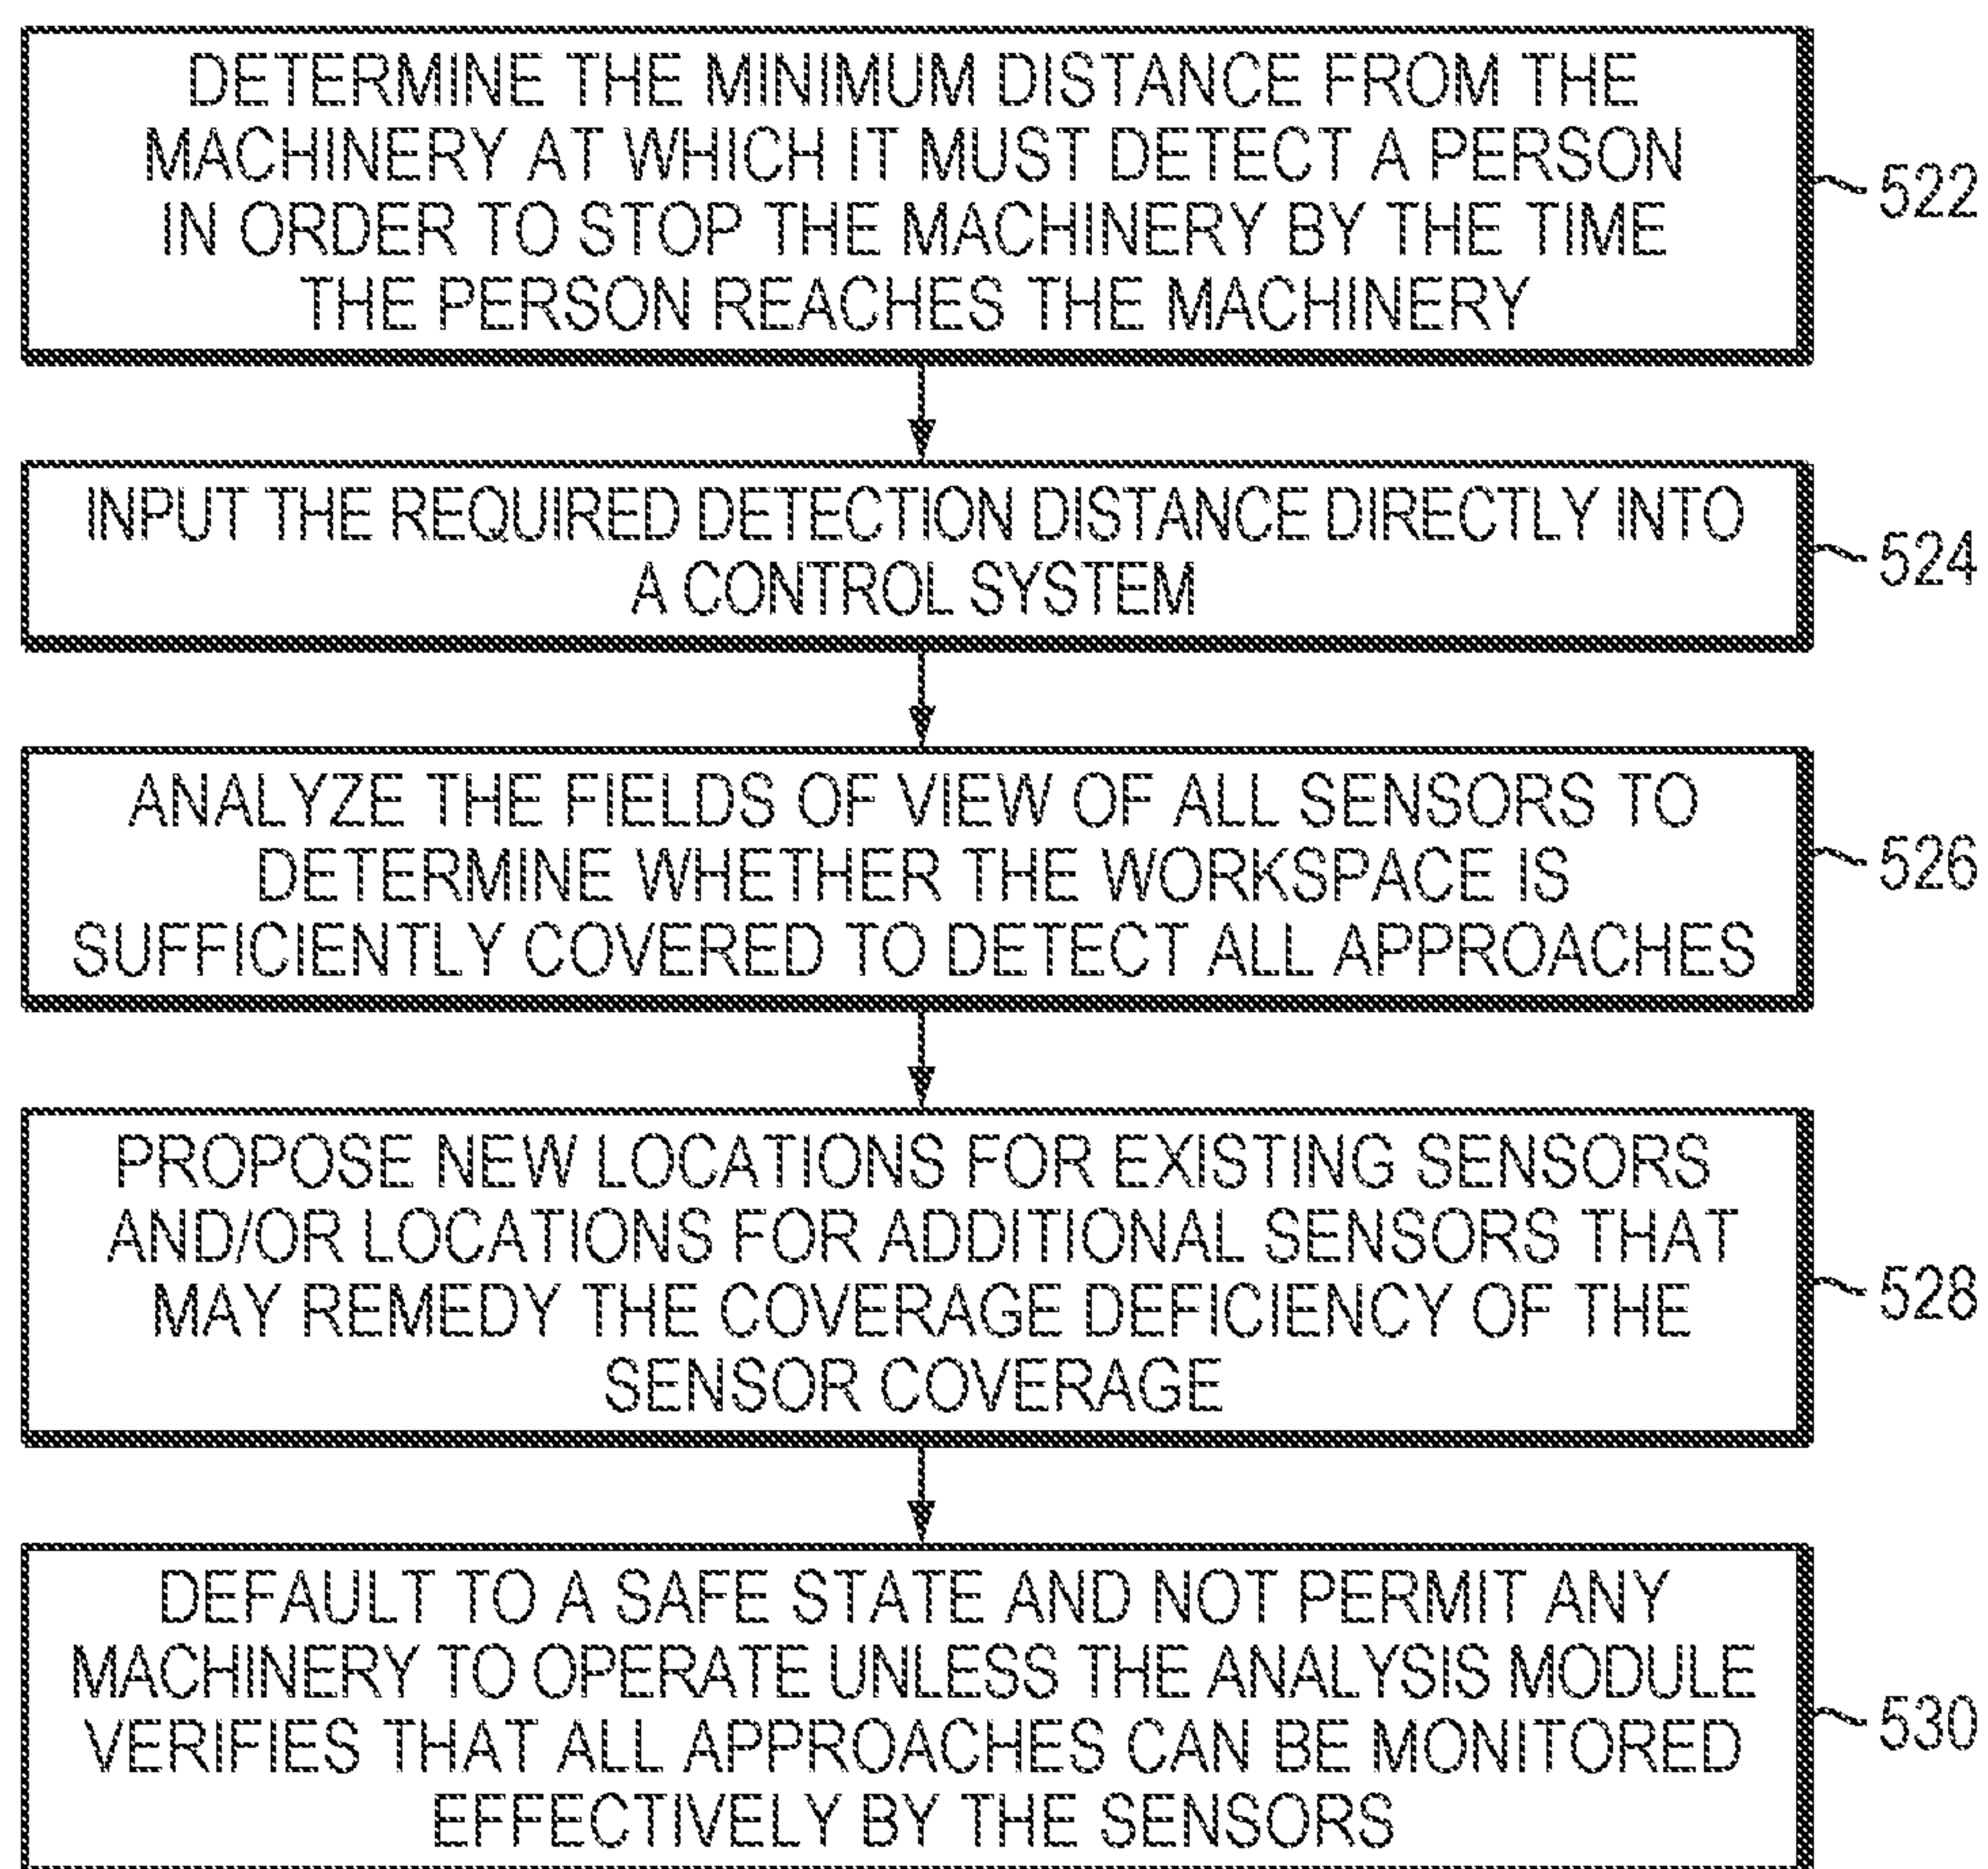 DETERMINE THE MINIMUM DISTANCE FROM THE
MACHINERY AT WHICH IT MUST DETECT A PERSON
IN ORDER TO STOP THE MACHINERY BY THE TIME
THE PERSON REACHES THE MACHINERY
522
INPUT THE REQUIRED DETECTION DISTANCE DIRECTLY INTO
A CONTROL SYSTEM
524
ANALYZE THE FIELDS OF VIEW OF ALL SENSORS TO
DETERMINE WHETHER THE WORKSPACE IS
SUFFICIENTLY COVERED TO DETECT ALL APPROACHES
526
PROPOSE NEW LOCATIONS FOR EXISTING SENSORS
AND/OR LOCATIONS FOR ADDITIONAL SENSORS THAT
MAY REMEDY THE COVERAGE DEFICIENCY OF THE
SENSOR COVERAGE
528
DEFAULT TO A SAFE STATE AND NOT PERMIT ANY
MACHINERY TO OPERATE UNLESS THE ANALYSIS MODULE
VERIFIES THAT ALL APPROACHES CAN BE MONITORED
EFFECTIVELY BY THE SENSORS
530